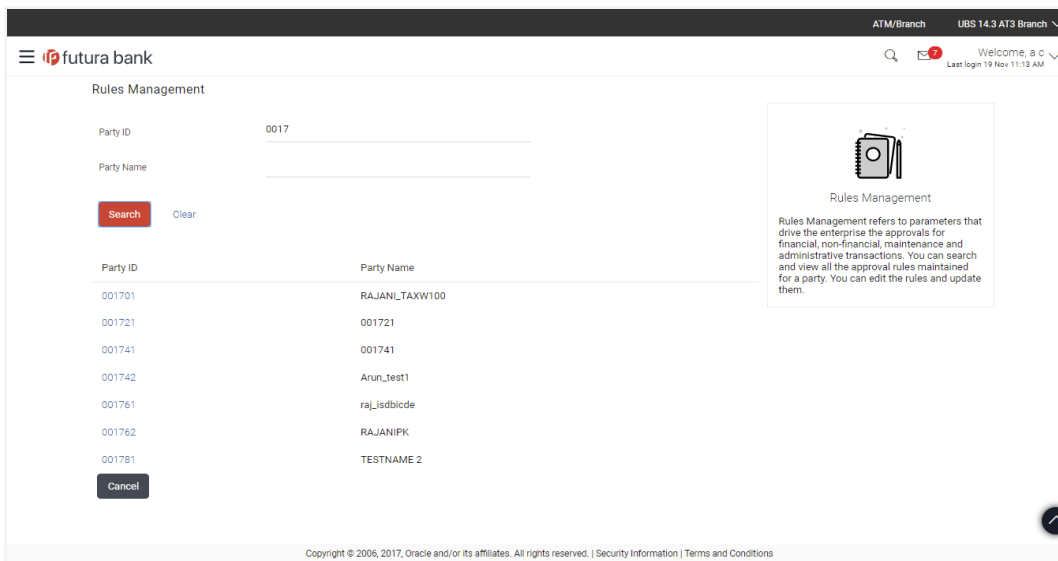 ATM/Branch UBS 14.3 AT3 Branch
futura bank
7
Welcome, a c
Last login 19 Nov 11:13 AM
Rules Management
Party ID 0017
Party Name
Search Clear
Party ID Party Name
001701 RAJANI_TAXW100
001721 001721
001741 001741
001742 Arun_test1
001761 raj_isdbicde
001762 RAJANIPK
001781 TESTNAME 2
Cancel
Rules Management
Rules Management refers to parameters that
drive the enterprise the approvals for
financial, non-financial, maintenance and
administrative transactions. You can search
and view all the approval rules maintained
for a party. You can edit the rules and update
them.
Copyright © 2006, 2017, Oracle and/or its affiliates. All rights reserved. | Security Information | Terms and Conditions